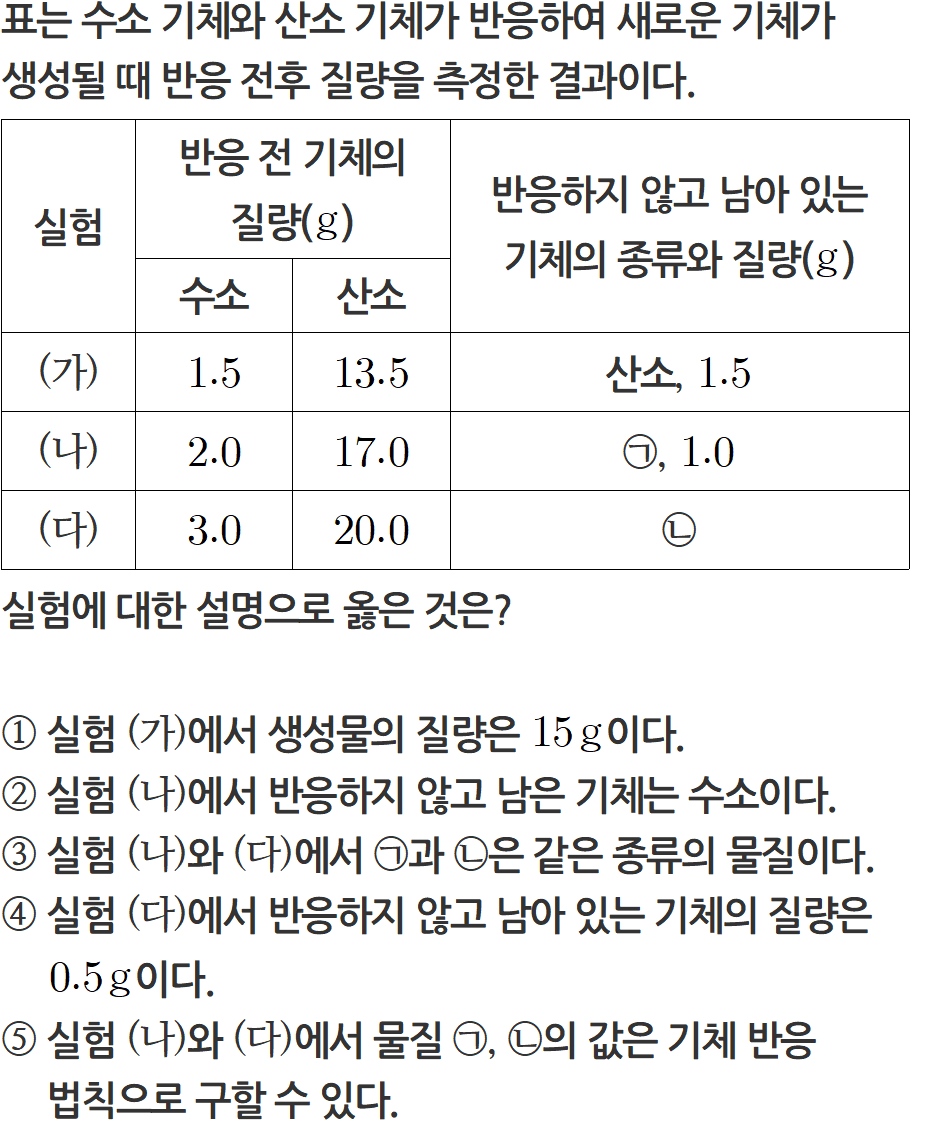 표는 수소 기체와 산소 기체가 반응하여 새로운 기체가
생성될 때 반응 전후 질량을 측정한 결과이다.
실험
반응 전 기체의
질량(g)
반응하지 않고 남아 있는
기체의 종류와 질량(g)
수소 산소
(가) 1.5 13.5 산소, 1.5
(나) 2.0 17.0 ㉠, 1.0
(다) 3.0 20.0 ㉡
실험에 대한 설명으로 옳은 것은?
① 실험 (가)에서 생성물의 질량은 15 g이다.
② 실험 (나)에서 반응하지 않고 남은 기체는 수소이다.
③ 실험 (나)와 (다)에서 ㉠과 ㉡은 같은 종류의 물질이다.
④ 실험 (다)에서 반응하지 않고 남아 있는 기체의 질량은
0.5 g이다.
⑤ 실험 (나)와 (다)에서 물질 ㉠, ㉡의 값은 기체 반응
법칙으로 구할 수 있다.